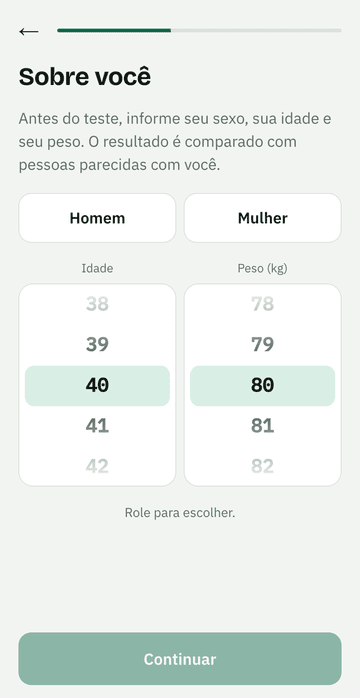 ←
Sobre você
Antes do teste, informe seu sexo, sua idade e
seu peso. O resultado é comparado com
pessoas parecidas com você.
Homem
Mulher
Idade
Peso (kg)
38
78
39
79
40
80
41
81
42
82
Role para escolher.
Continuar